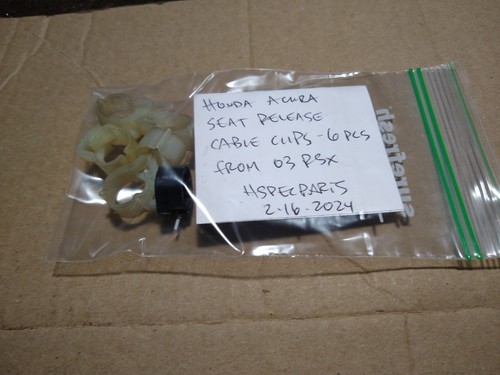 HONDA ACURA
SEAT RELEASE
CABLE CLIPS - 6 PCS
FROM 03 RSX
HSPECPARTS
2-16-2024